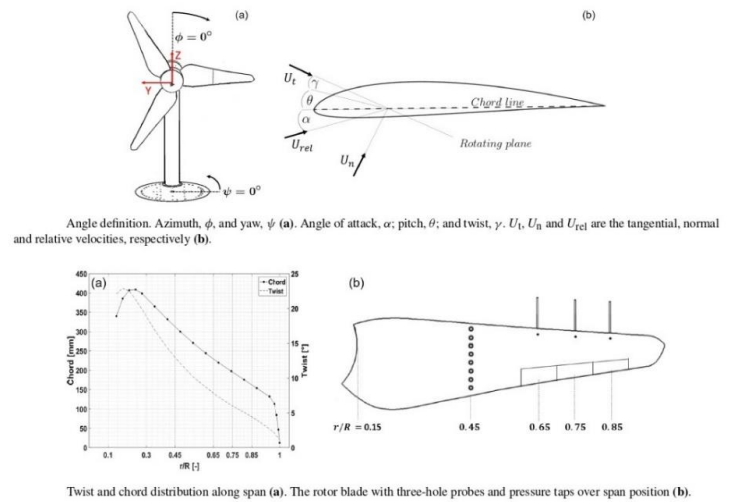 (a)
(b)
ϕ = 0°
Z
Y
ψ = 0°
U_t
γ
θ
α
U_rel
U_n
Chord line
Rotating plane
Angle definition. Azimuth, ϕ, and yaw, ψ (a). Angle of attack, α; pitch, θ; and twist, γ. U_t, U_n and U_rel are the tangential, normal
and relative velocities, respectively (b).
(a)
Chord
Twist
Chord [mm]
450
400
350
300
250
200
150
100
50
0
25
20
15
10
5
0
Twist [°]
0.1 0.3 0.45 0.65 0.75 0.85 1
r/R [-]
(b)
r/R = 0.15 0.45 0.65 0.75 0.85
Twist and chord distribution along span (a). The rotor blade with three-hole probes and pressure taps over span position (b).